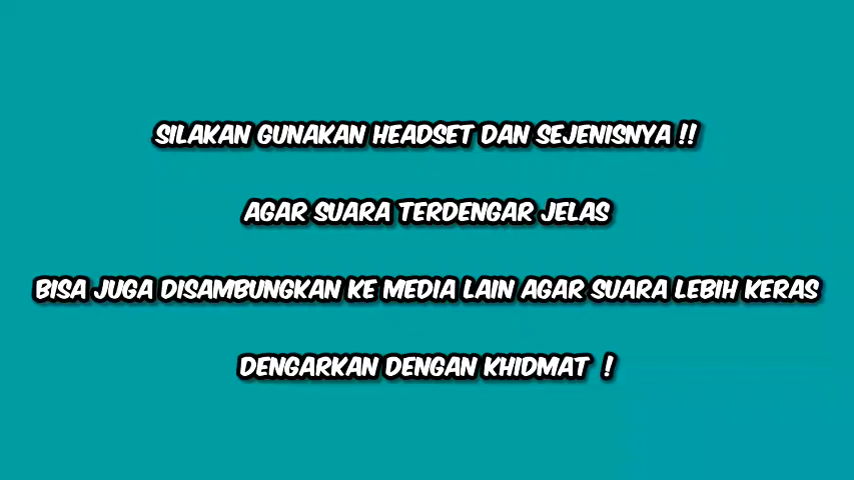 SILAKAN GUNAKAN HEADSET DAN SEJENISNYA !!
AGAR SUARA TERDENGAR JELAS
BISA JUGA DISAMBUNGKAN KE MEDIA LAIN AGAR SUARA LEBIH KERAS
DENGARKAN DENGAN KHIDMAT !